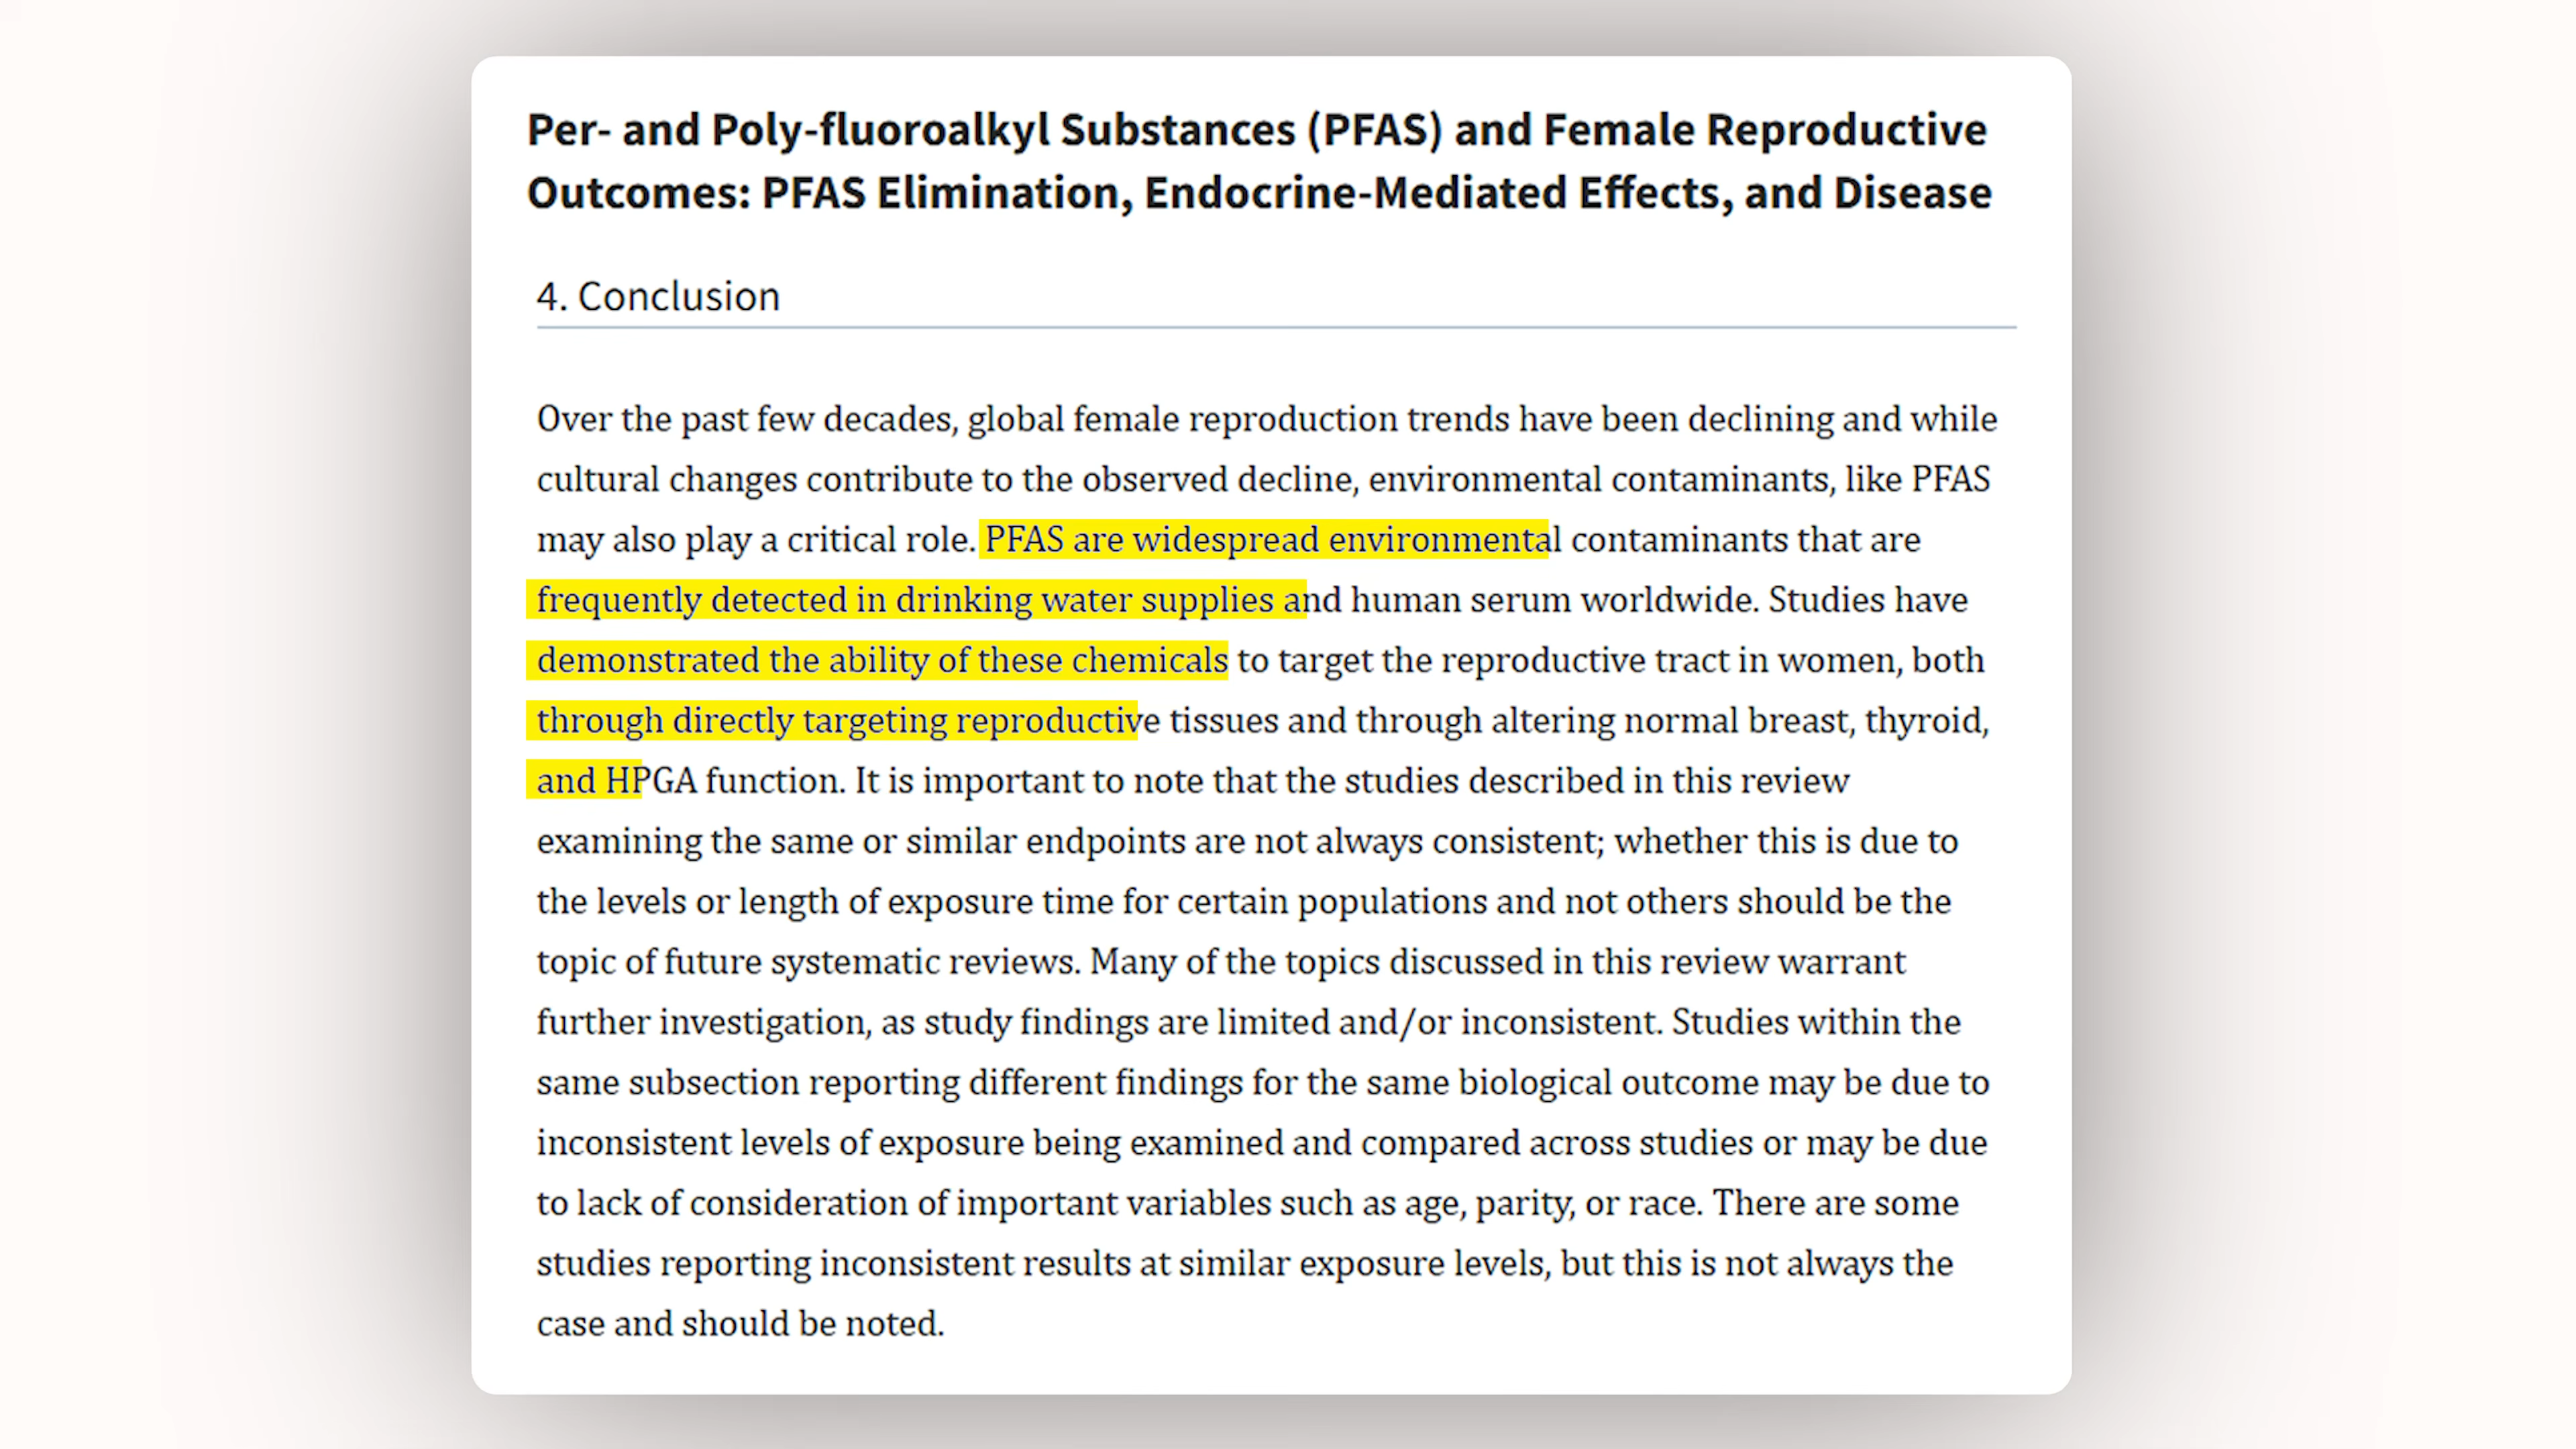 Per- and Poly-fluoroalkyl Substances (PFAS) and Female Reproductive
Outcomes: PFAS Elimination, Endocrine-Mediated Effects, and Disease
4. Conclusion
Over the past few decades, global female reproduction trends have been declining and while
cultural changes contribute to the observed decline, environmental contaminants, like PFAS
may also play a critical role. PFAS are widespread environmental contaminants that are
frequently detected in drinking water supplies and human serum worldwide. Studies have
demonstrated the ability of these chemicals to target the reproductive tract in women, both
through directly targeting reproductive tissues and through altering normal breast, thyroid,
and HPGA function. It is important to note that the studies described in this review
examining the same or similar endpoints are not always consistent; whether this is due to
the levels or length of exposure time for certain populations and not others should be the
topic of future systematic reviews. Many of the topics discussed in this review warrant
further investigation, as study findings are limited and/or inconsistent. Studies within the
same subsection reporting different findings for the same biological outcome may be due to
inconsistent levels of exposure being examined and compared across studies or may be due
to lack of consideration of important variables such as age, parity, or race. There are some
studies reporting inconsistent results at similar exposure levels, but this is not always the
case and should be noted.